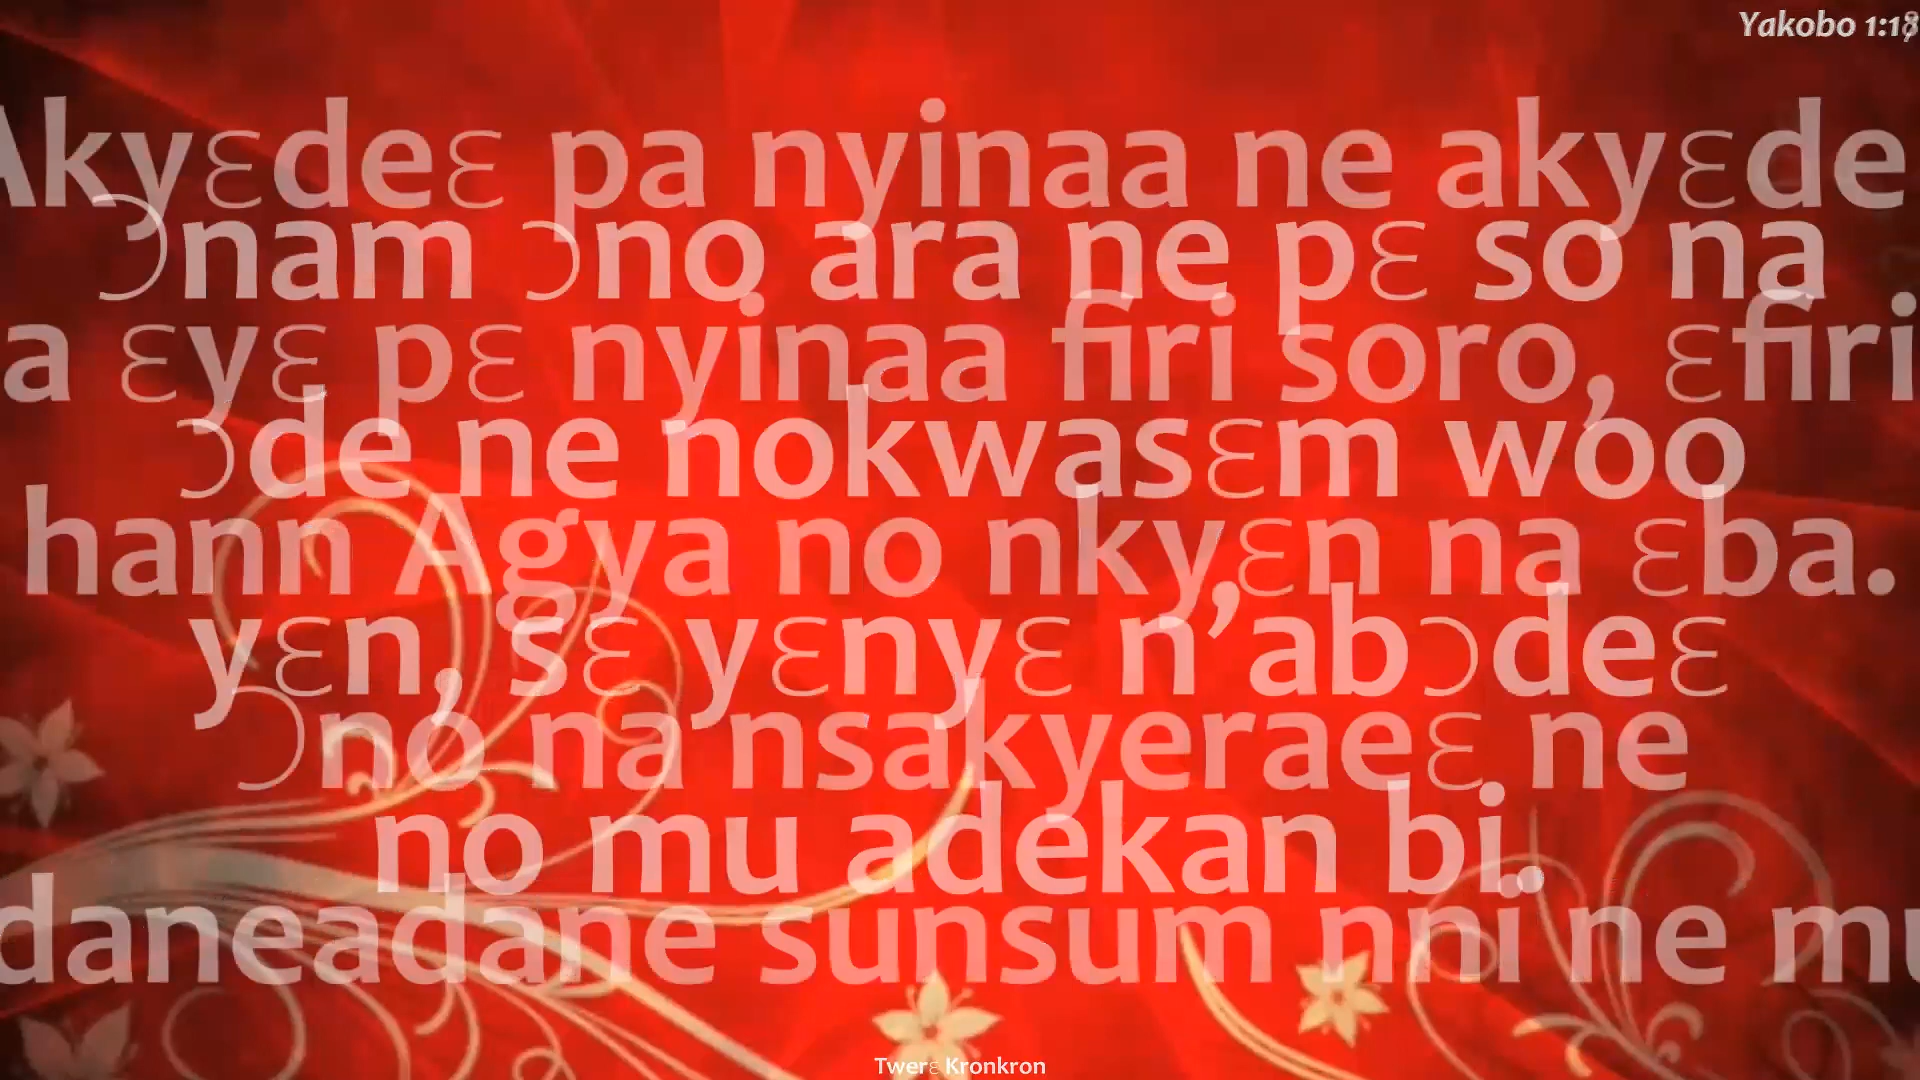 Yakobo 1:18
Akyɛdeɛ pa nyinaa ne akyɛde
Ɔnam ɔno ara ne pɛ so na
a ɛyɛ pɛ nyinaa firi soro, ɛfiri
ɔde ne nokwasɛm woo
hann Agya no nkyɛn na ɛba.
yɛn, sɛ yɛnyɛ n’abɔdeɛ
Ɔno na nsakyeraeɛ ne
no mu adekan bi.
daneadane sunsum nni ne mu
Twerɛ Kronkron